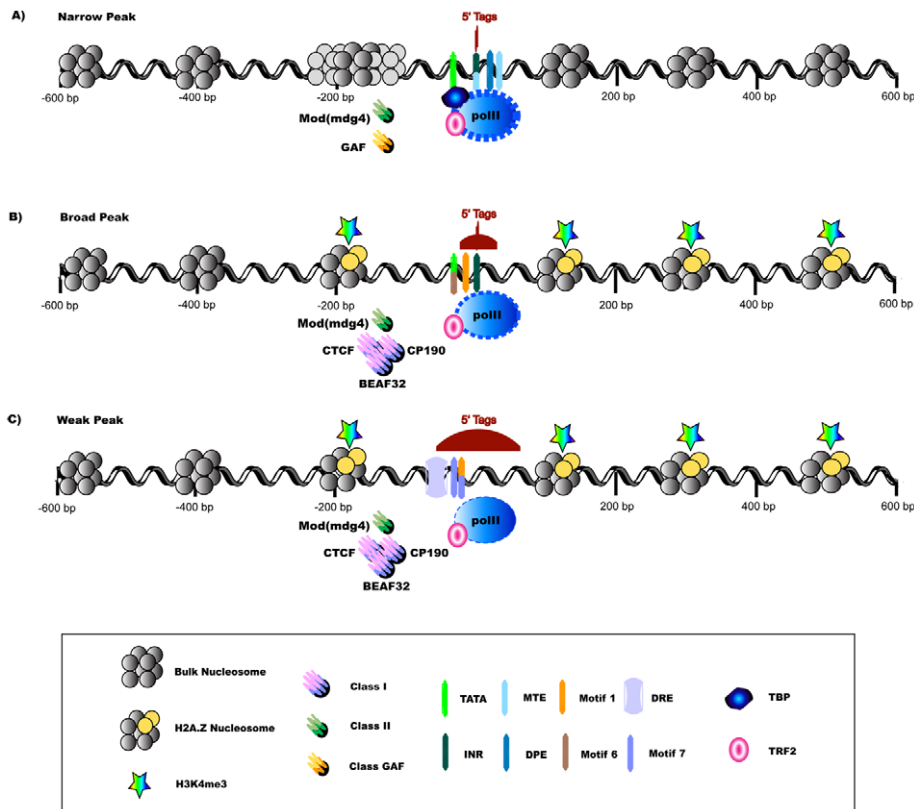 A) Narrow Peak
5' Tags
-600 bp -400 bp -200 bp 200 bp 400 bp 600 bp
Mod(mdg4)
polII
GAF
B) Broad Peak
5' Tags
-600 bp -400 bp -200 bp 200 bp 400 bp 600 bp
Mod(mdg4)
polII
CTCF CP190
BEAF32
C) Weak Peak
5' Tags
-600 bp -400 bp -200 bp 200 bp 400 bp 600 bp
Mod(mdg4)
polII
CTCF CP190
BEAF32
Bulk Nucleosome
H2A.Z Nucleosome
H3K4me3
Class I
Class II
Class GAF
TATA MTE Motif 1 DRE
INR DPE Motif 6 Motif 7
TBP
TRF2